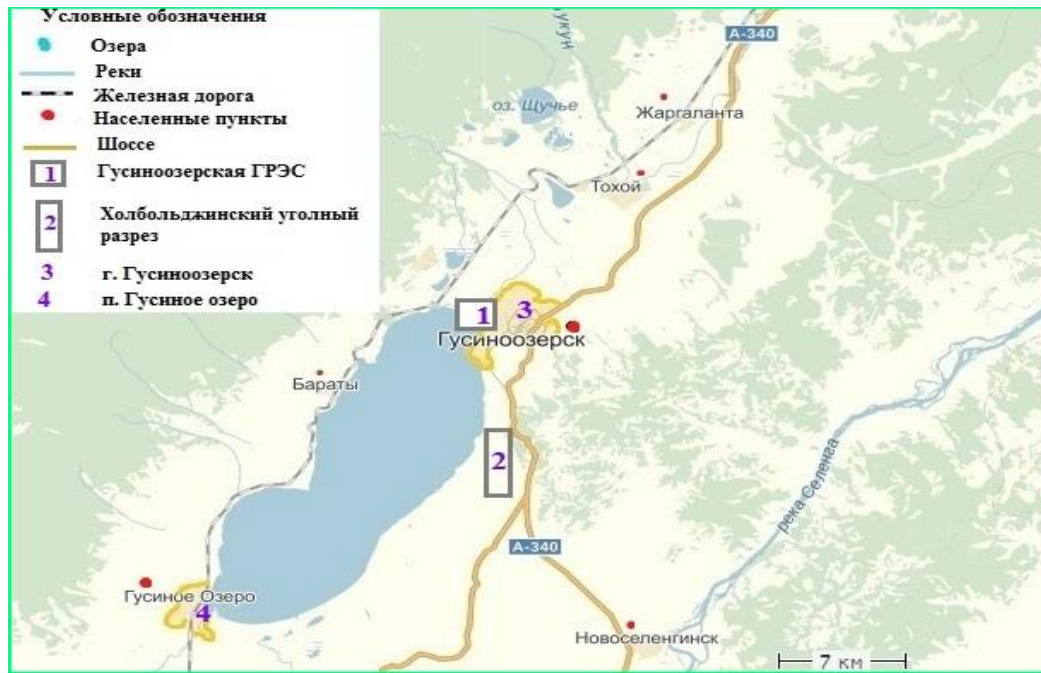 Условные обозначения
Озера
Реки
Железная дорога
Населенные пункты
Шоссе
1 Гусиноозерская ГРЭС
2 Холбольджинский уголный
разрез
3 г. Гусиноозерск
4 п. Гусиное озеро
А-340
оз. Щучье
Жаргаланта
Тохой
1
3
Гусиноозерск
Бараты
2
река Селенга
А-340
Гусиное Озеро
4
Новоселенгинск
7 км